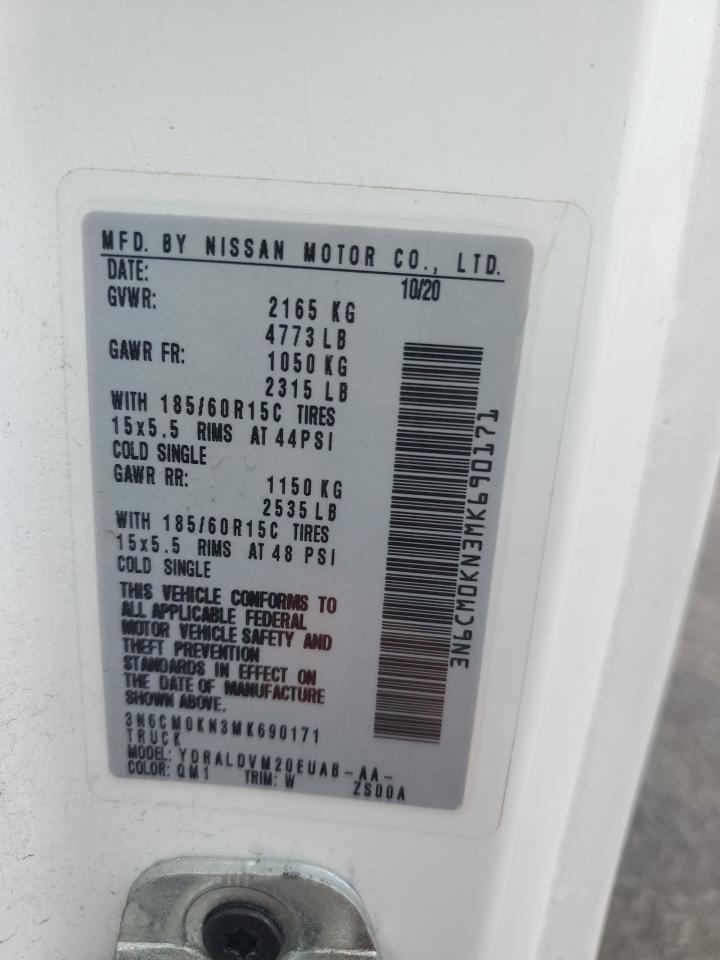 MFD. BY NISSAN MOTOR CO., LTD.
DATE: 10/20
GVWR: 2165 KG
4773 LB
GAWR FR: 1050 KG
2315 LB
WITH 185/60R15C TIRES
15x5.5 RIMS AT 44PSI
COLD SINGLE
GAWR RR: 1150 KG
2535 LB
WITH 185/60R15C TIRES
15x5.5 RIMS AT 48 PSI
COLD SINGLE
THIS VEHICLE CONFORMS TO
ALL APPLICABLE FEDERAL
MOTOR VEHICLE SAFETY AND
THEFT PREVENTION
STANDARDS IN EFFECT ON
THE DATE OF MANUFACTURE
SHOWN ABOVE.
3N6CM0KN3MK690171
TRUCK
MODEL: YDRALDVM20EUAB-AA-
COLOR: QM1 TRIM: W ZS00A
3N6CM0KN3MK690171